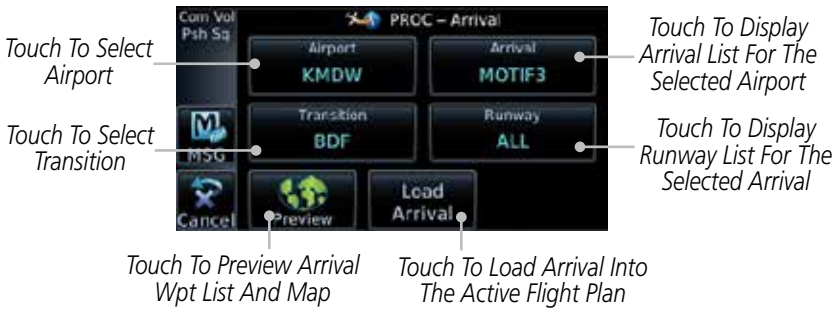 Com Vol
Psh Sq
PROC – Arrival
Touch To Select
Airport
Airport
KMDW
Arrival
MOTIF3
Touch To Display
Arrival List For The
Selected Airport
Touch To Select
Transition
MSG
Transition
BDF
Runway
ALL
Touch To Display
Runway List For The
Selected Arrival
Cancel
Preview
Load
Arrival
Touch To Preview Arrival
Wpt List And Map
Touch To Load Arrival Into
The Active Flight Plan